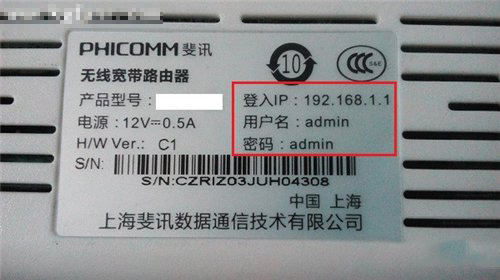 PHICOMM 斐讯
无线宽带路由器
产品型号:
电源:12V⎓0.5A
H/W Ver.: C1
S/N:
10
CCC S&E
登入IP:192.168.1.1
用户名:admin
密码:admin
S/N:CZRIZ03JUH04308
中国 上海
上海斐讯数据通信技术有限公司